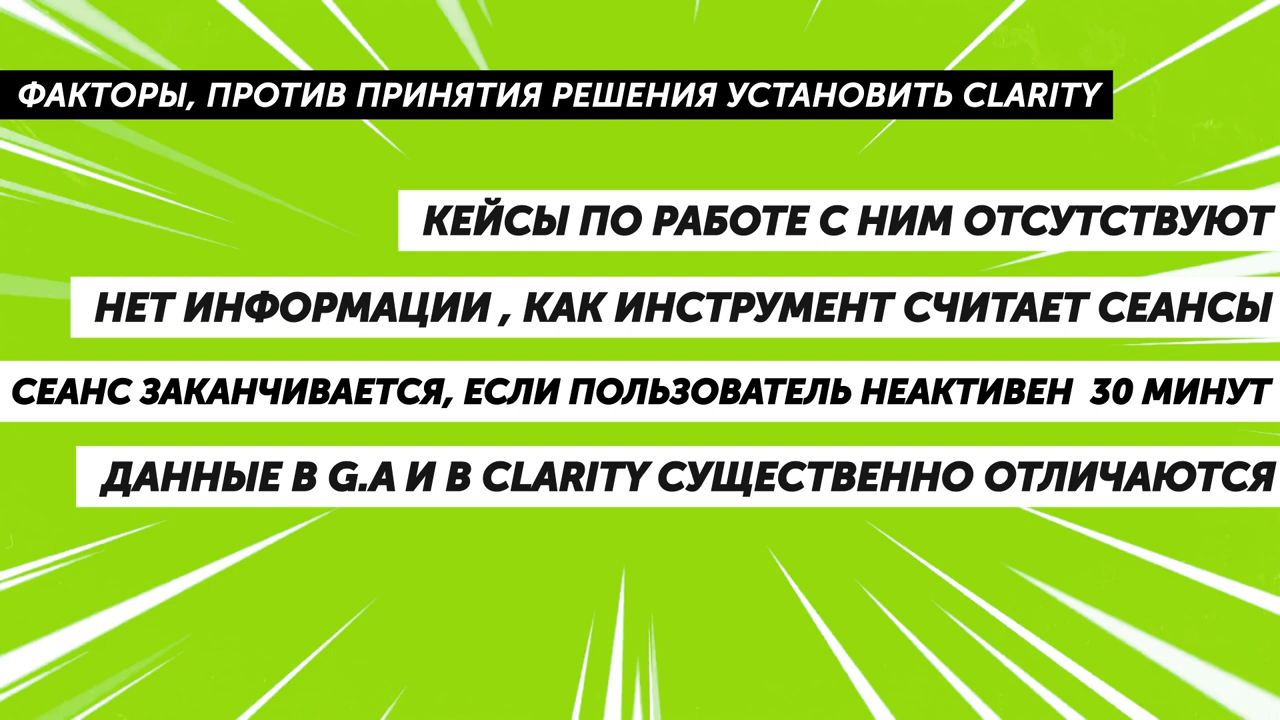 ФАКТОРЫ, ПРОТИВ ПРИНЯТИЯ РЕШЕНИЯ УСТАНОВИТЬ CLARITY
КЕЙСЫ ПО РАБОТЕ С НИМ ОТСУТСТВУЮТ
НЕТ ИНФОРМАЦИИ , КАК ИНСТРУМЕНТ СЧИТАЕТ СЕАНСЫ
СЕАНС ЗАКАНЧИВАЕТСЯ, ЕСЛИ ПОЛЬЗОВАТЕЛЬ НЕАКТИВЕН  30 МИНУТ
ДАННЫЕ В G.A И В CLARITY СУЩЕСТВЕННО ОТЛИЧАЮТСЯ